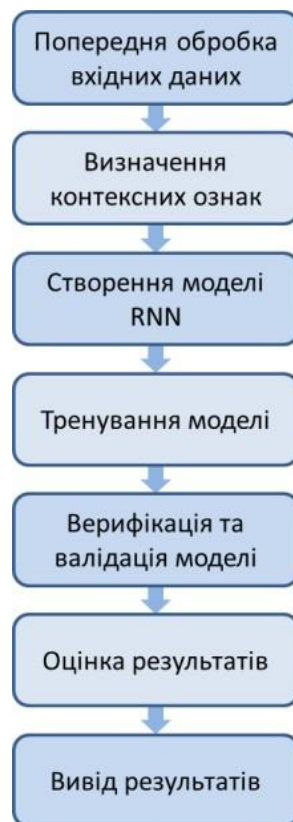 Попередня обробка
вхідних даних
Визначення
контексних ознак
Створення моделі
RNN
Тренування моделі
Верифікація та
валідація моделі
Оцінка результатів
Вивід результатів